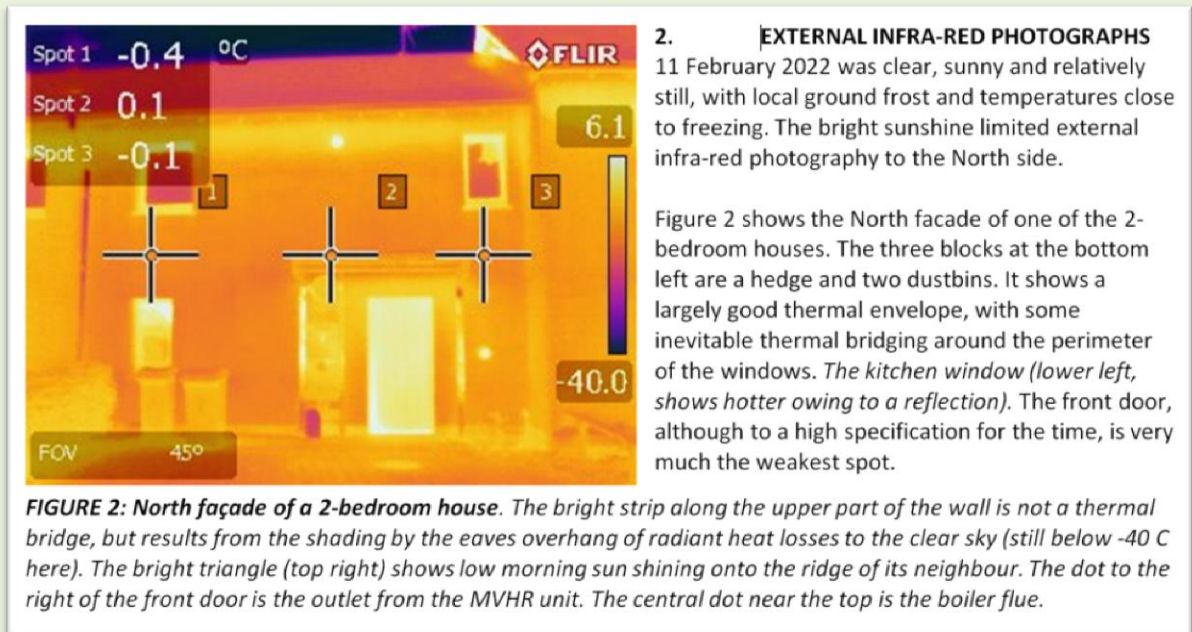 Spot 1 -0.4 °C
Spot 2 0.1
Spot 3 -0.1
FLIR
6.1
1
2
3
-40.0
FOV 45°
2. EXTERNAL INFRA-RED PHOTOGRAPHS
11 February 2022 was clear, sunny and relatively
still, with local ground frost and temperatures close
to freezing. The bright sunshine limited external
infra-red photography to the North side.
Figure 2 shows the North facade of one of the 2-
bedroom houses. The three blocks at the bottom
left are a hedge and two dustbins. It shows a
largely good thermal envelope, with some
inevitable thermal bridging around the perimeter
of the windows. The kitchen window (lower left,
shows hotter owing to a reflection). The front door,
although to a high specification for the time, is very
much the weakest spot.
FIGURE 2: North façade of a 2-bedroom house. The bright strip along the upper part of the wall is not a thermal
bridge, but results from the shading by the eaves overhang of radiant heat losses to the clear sky (still below -40 C
here). The bright triangle (top right) shows low morning sun shining onto the ridge of its neighbour. The dot to the
right of the front door is the outlet from the MVHR unit. The central dot near the top is the boiler flue.